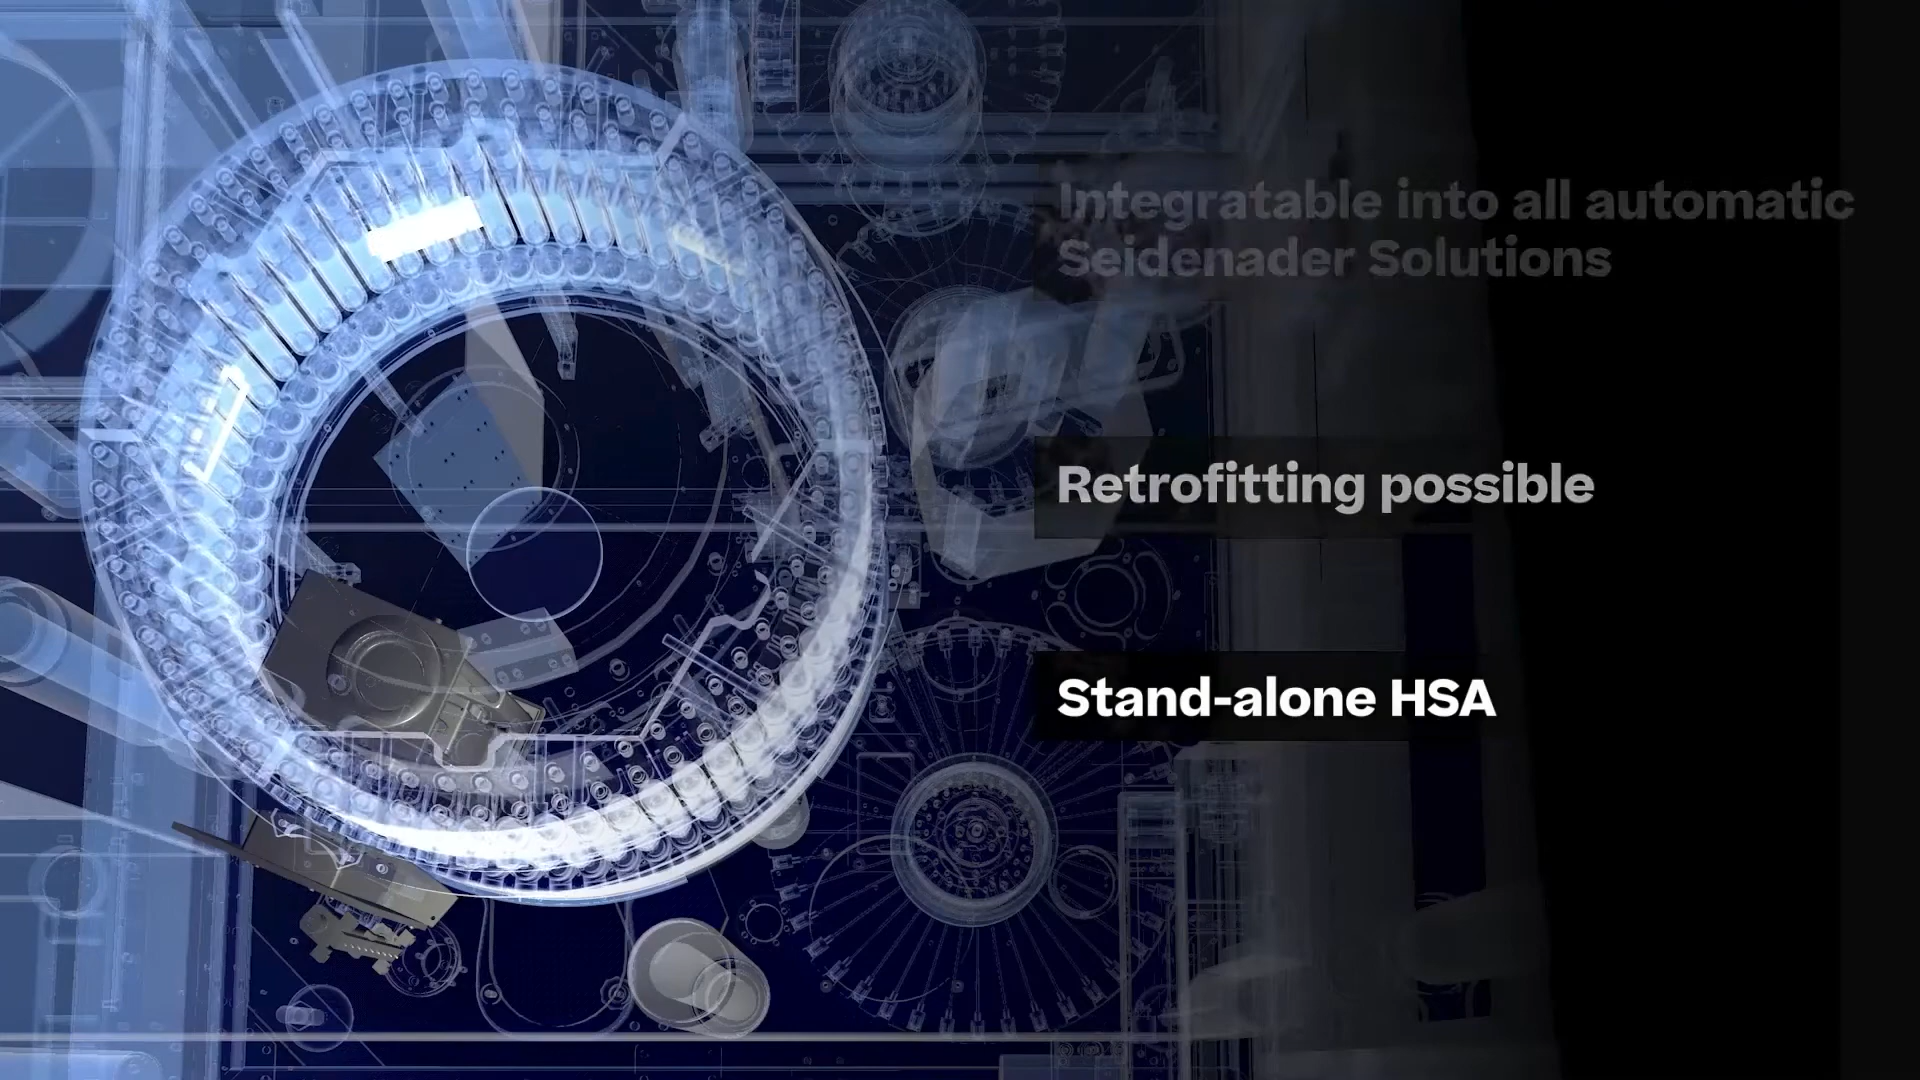 Integratable into all automatic
Seidenader Solutions
Retrofitting possible
Stand-alone HSA